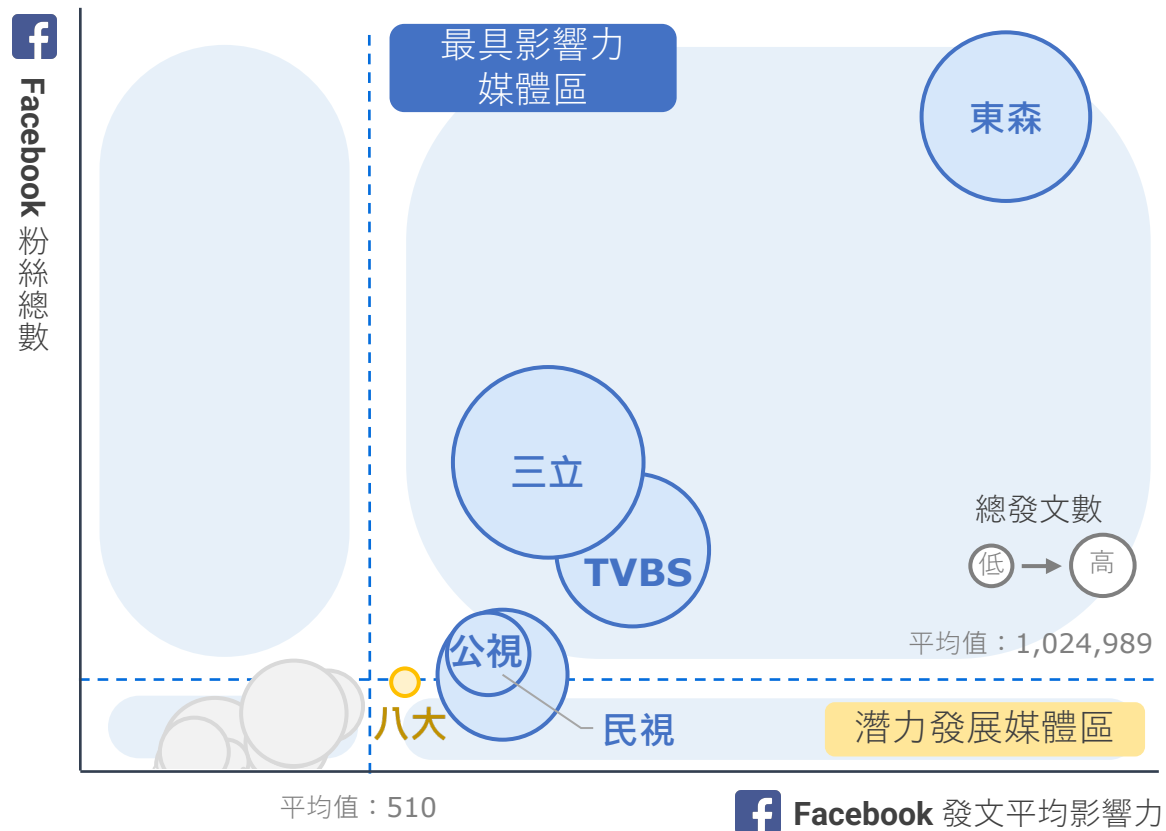 Facebook 粉絲總數
最具影響力
媒體區
東森
三立
TVBS
總發文數
低
高
公視
平均值：1,024,989
八大
民視
潛力發展媒體區
平均值：510
Facebook 發文平均影響力